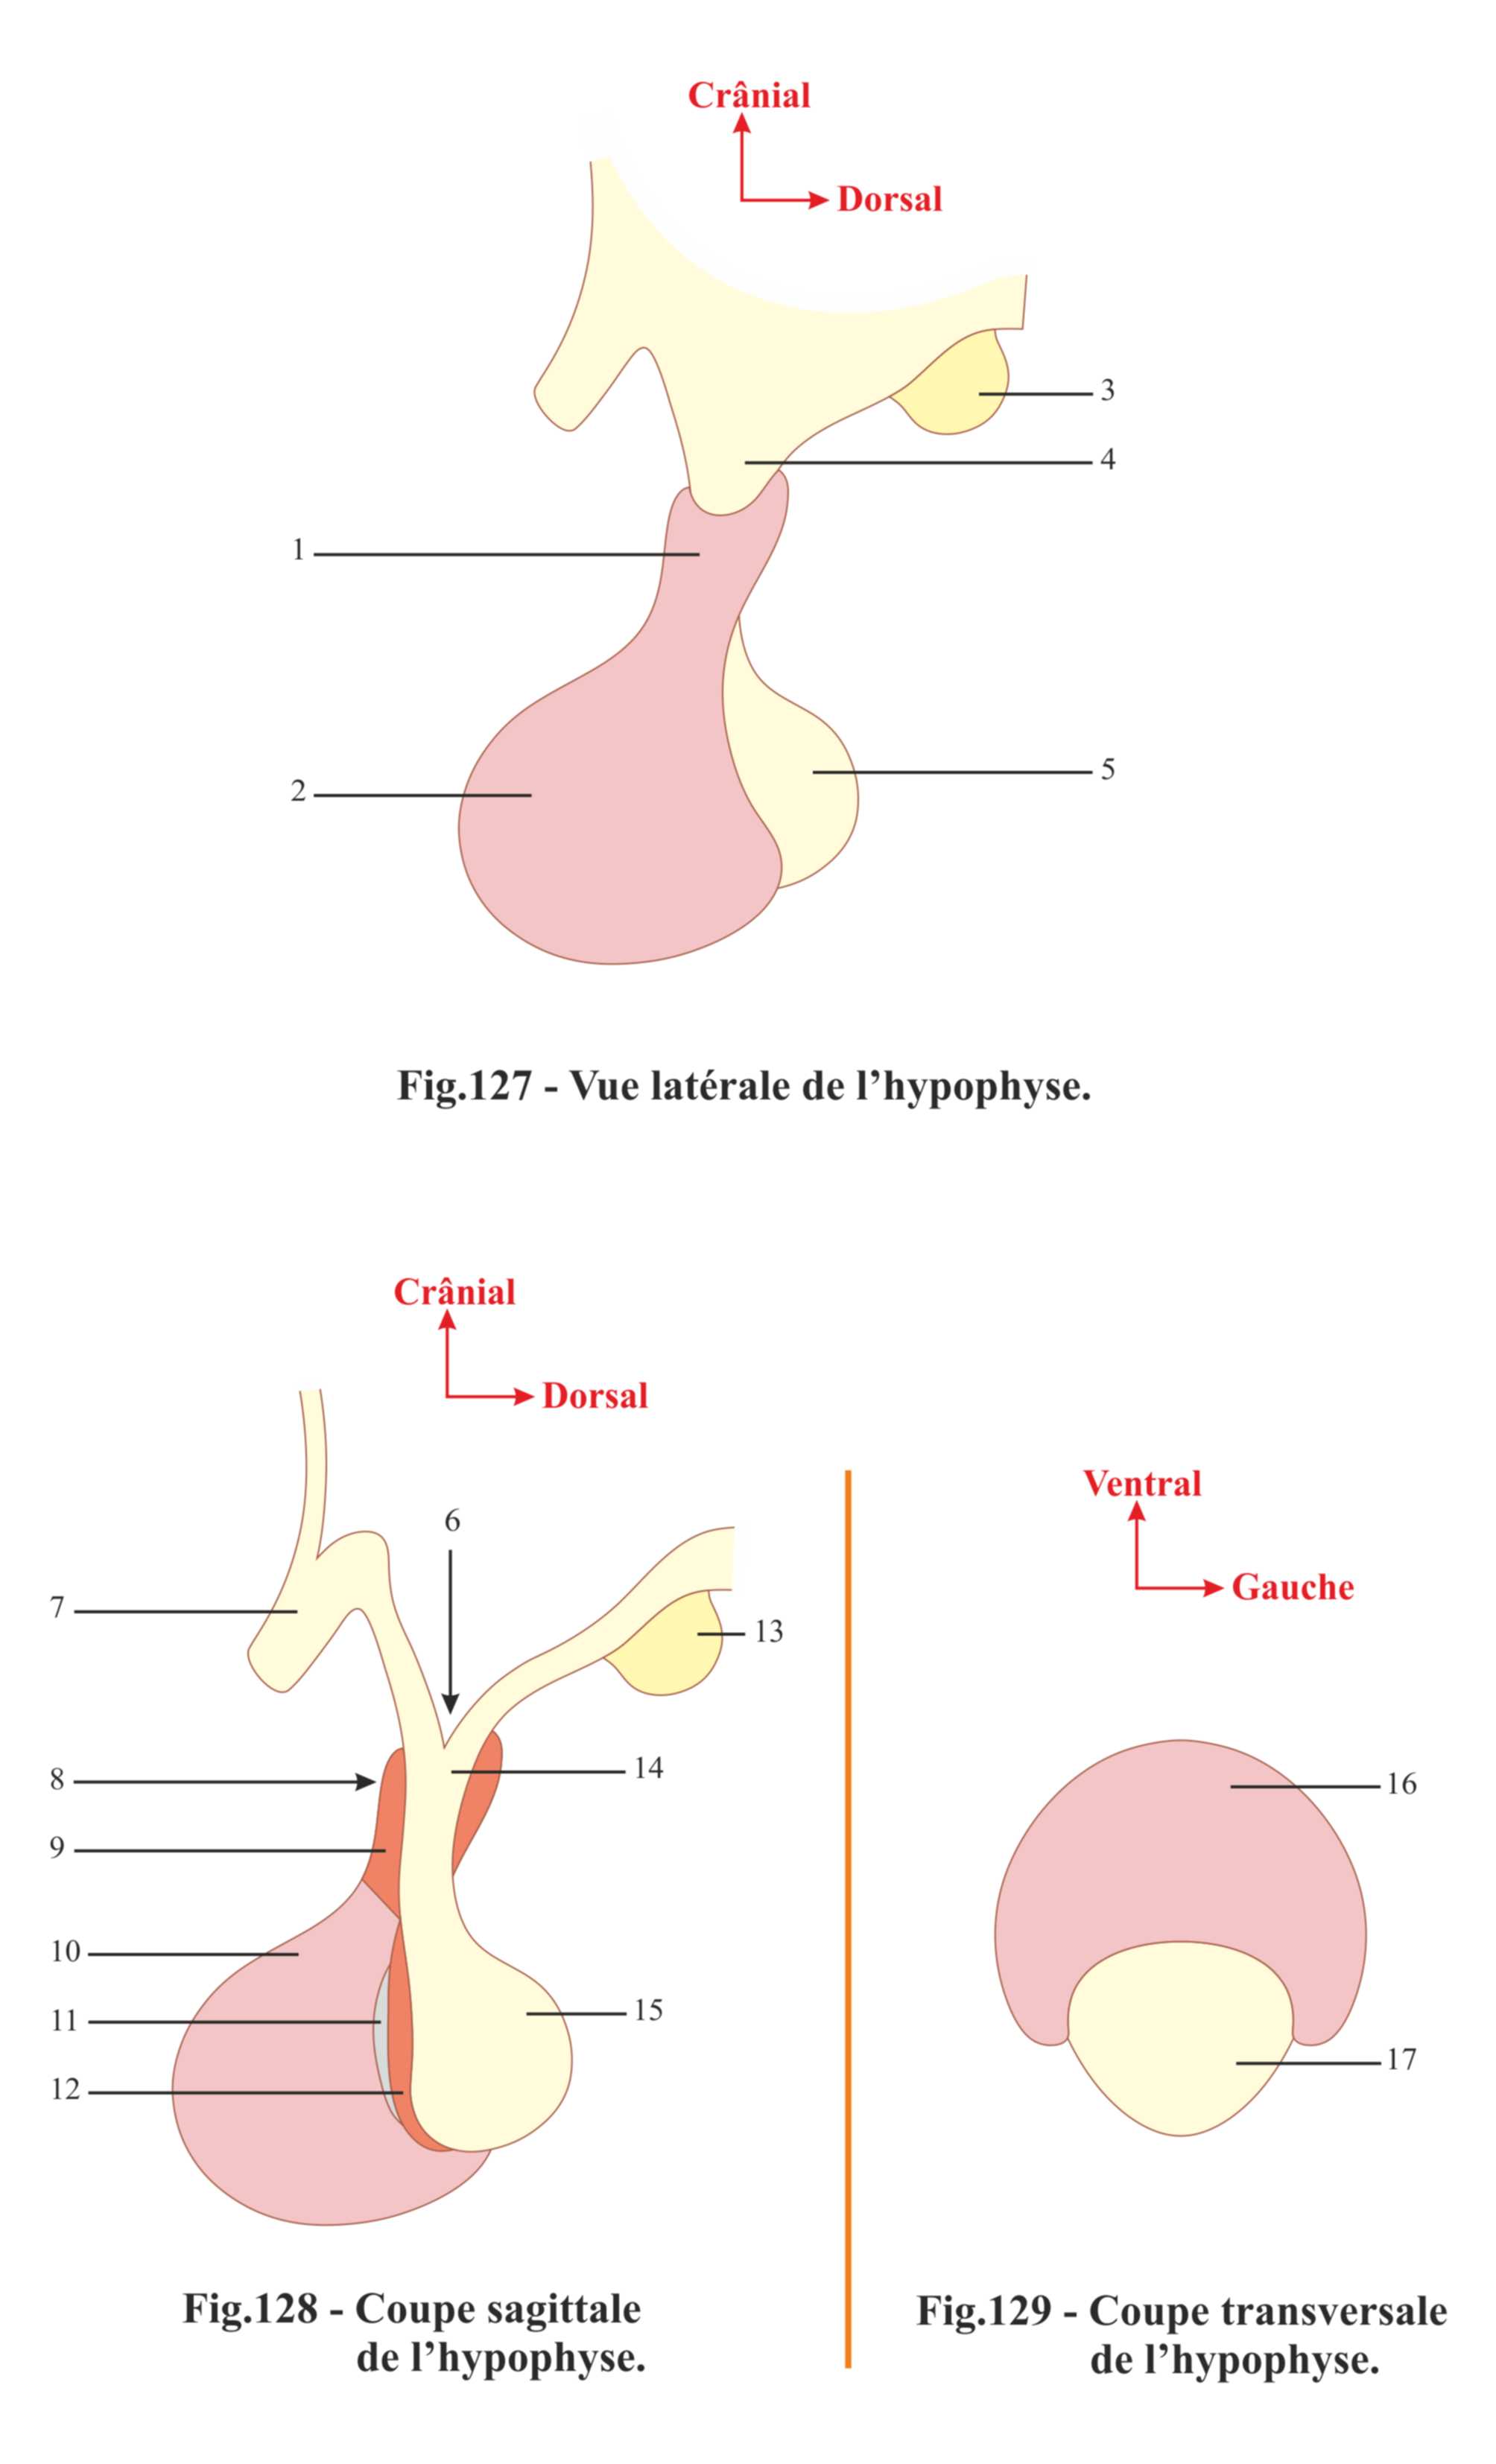 Crânial
Dorsal
3
4
1
5
2
Fig.127 - Vue latérale de l’hypophyse.
Crânial
Dorsal
Ventral
Gauche
6
7
13
8
14
9
10
11
15
12
16
17
Fig.128 - Coupe sagittale
de l’hypophyse.
Fig.129 - Coupe transversale
de l’hypophyse.